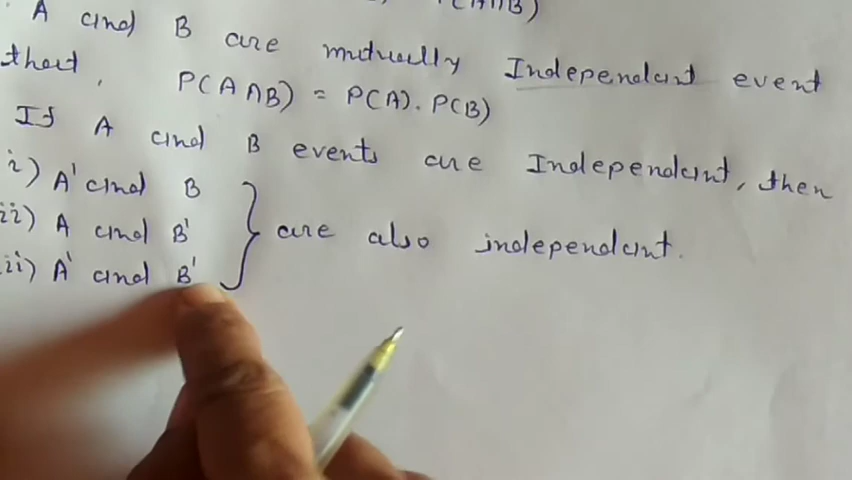 P(A∩B)
A and B are mutually Independent event
that, P(A∩B) = P(A). P(B)
If A and B events are Independent, then
i) A' and B
ii) A and B' } are also independent.
iii) A' and B'